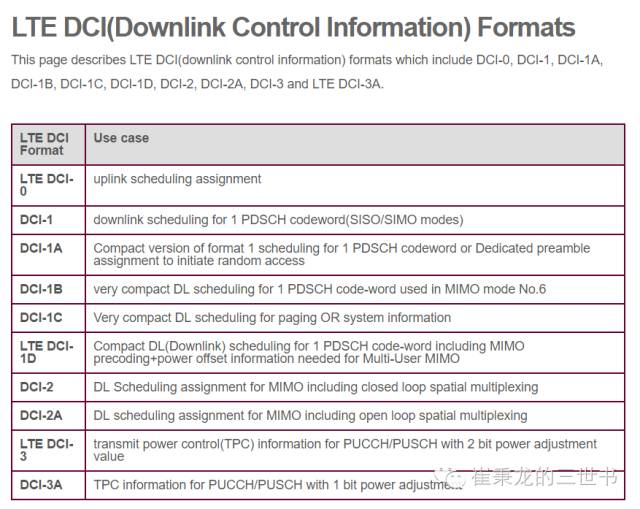 LTE DCI(Downlink Control Information) Formats
This page describes LTE DCI(downlink control information) formats which include DCI-0, DCI-1, DCI-1A,
DCI-1B, DCI-1C, DCI-1D, DCI-2, DCI-2A, DCI-3 and LTE DCI-3A.
LTE DCI
Format
Use case
LTE DCI-
0
uplink scheduling assignment
DCI-1
downlink scheduling for 1 PDSCH codeword(SISO/SIMO modes)
DCI-1A
Compact version of format 1 scheduling for 1 PDSCH codeword or Dedicated preamble
assignment to initiate random access
DCI-1B
very compact DL scheduling for 1 PDSCH code-word used in MIMO mode No.6
DCI-1C
Very compact DL scheduling for paging OR system information
LTE DCI-
1D
Compact DL(Downlink) scheduling for 1 PDSCH code-word including MIMO
precoding+power offset information needed for Multi-User MIMO
DCI-2
DL Scheduling assignment for MIMO including closed loop spatial multiplexing
DCI-2A
DL scheduling assignment for MIMO including open loop spatial multiplexing
LTE DCI-
3
transmit power control(TPC) information for PUCCH/PUSCH with 2 bit power adjustment
value
DCI-3A
TPC information for PUCCH/PUSCH with 1 bit power adjustment
崔秉龙的三世书